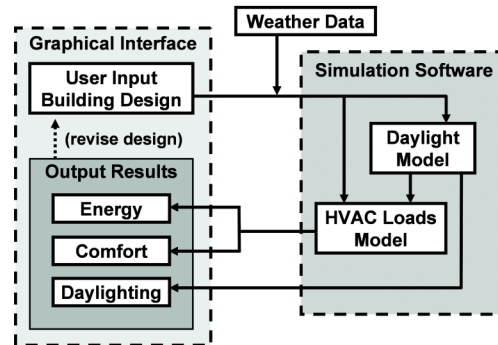 Weather Data
Graphical Interface
User Input
Building Design
(revise design)
Output Results
Energy
Comfort
Daylighting
Simulation Software
Daylight
Model
HVAC Loads
Model